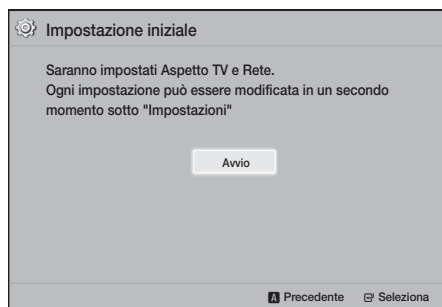 Impostazione iniziale
Saranno impostati Aspetto TV e Rete.
Ogni impostazione può essere modificata in un secondo
momento sotto "Impostazioni"
Avvio
A Precedente Seleziona